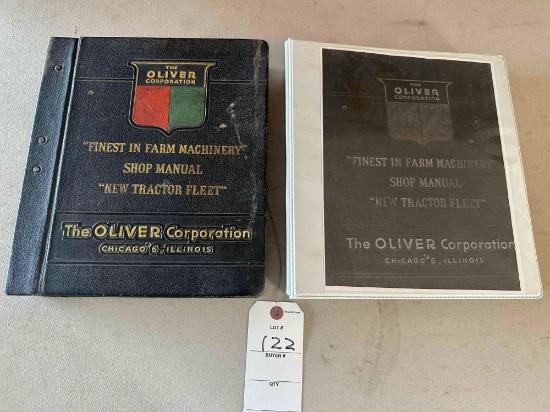 THE
OLIVER
CORPORATION
"FINEST IN FARM MACHINERY"
SHOP MANUAL
"NEW TRACTOR FLEET"
The OLIVER Corporation
CHICAGO "6", ILLINOIS
THE
OLIVER
CORPORATION
"FINEST IN FARM MACHINERY"
SHOP MANUAL
"NEW TRACTOR FLEET"
The OLIVER Corporation
CHICAGO "6", ILLINOIS
LOT #
122
BUYER #
QTY